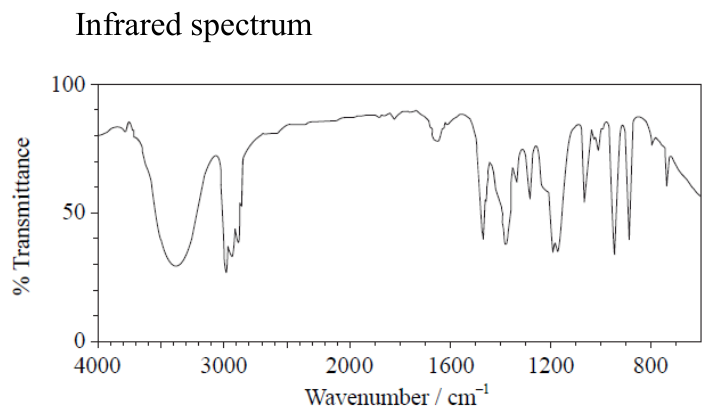 Infrared spectrum
100
50
0
% Transmittance
4000 3000 2000 1600 1200 800
Wavenumber / cm⁻¹